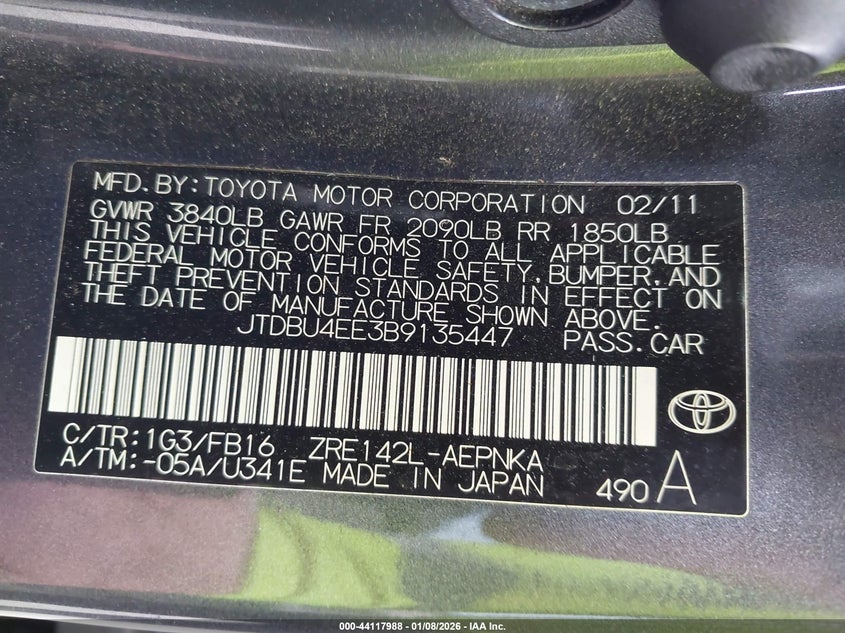 MFD.BY:TOYOTA MOTOR CORPORATION 02/11
GVWR 3840LB GAWR FR 2090LB RR 1850LB
THIS VEHICLE CONFORMS TO ALL APPLICABLE
FEDERAL MOTOR VEHICLE SAFETY,BUMPER,AND
THEFT PREVENTION STANDARDS IN EFFECT ON
THE DATE OF MANUFACTURE SHOWN ABOVE.
JTDBU4EE3B9135447 PASS.CAR
C/TR:1G3/FB16 ZRE142L-AEPNKA
A/TM:-05A/U341E MADE IN JAPAN 490 A
000-44117988 - 01/08/2026 - IAA Inc.